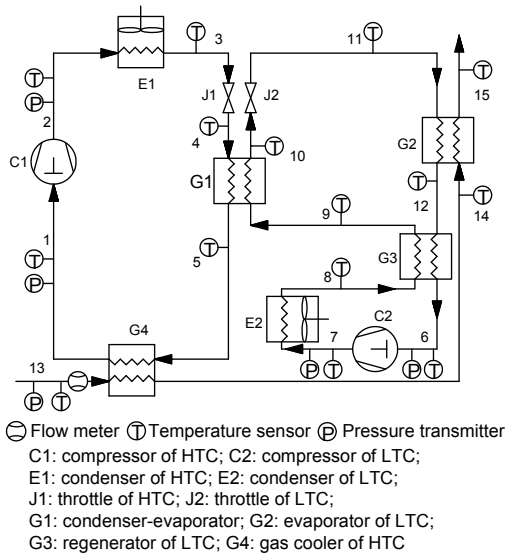 3
11
T
T
T
E1
J1
J2
15
T
P
2
T
4
10
T
G2
C1
G1
T
12
T
14
9
T
1
T
5
T
8
T
G3
T
P
E2
C2
G4
7
6
13
P
T
P
T
P
T
Flow meter T Temperature sensor P Pressure transmitter
C1: compressor of HTC; C2: compressor of LTC;
E1: condenser of HTC; E2: condenser of LTC;
J1: throttle of HTC; J2: throttle of LTC;
G1: condenser-evaporator; G2: evaporator of LTC;
G3: regenerator of LTC; G4: gas cooler of HTC